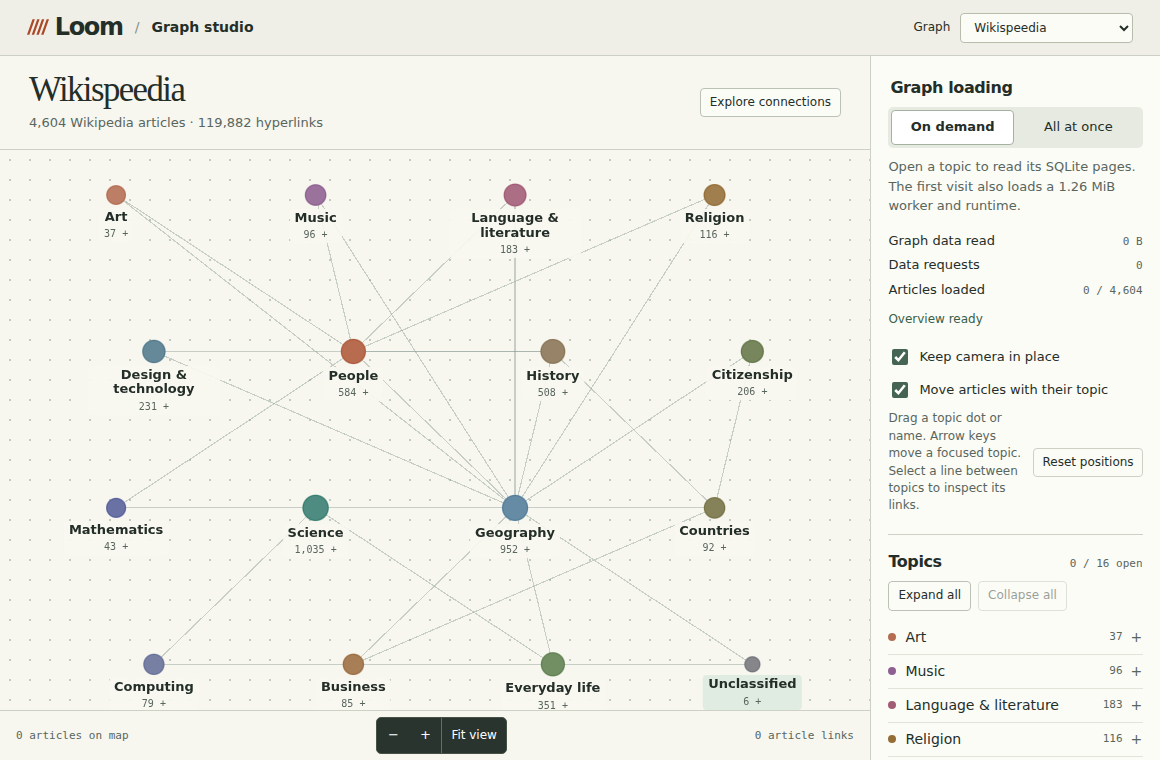 Loom / Graph studio
Graph Wikispeedia
Wikispeedia
4,604 Wikipedia articles · 119,882 hyperlinks
Explore connections
Art
37 +
Music
96 +
Language &
literature
183 +
Religion
116 +
Design &
technology
231 +
People
584 +
History
508 +
Citizenship
206 +
Mathematics
43 +
Science
1,035 +
Geography
952 +
Countries
92 +
Computing
79 +
Business
85 +
Everyday life
351 +
Unclassified
6 +
0 articles on map
− + Fit view
0 article links
Graph loading
On demand All at once
Open a topic to read its SQLite pages.
The first visit also loads a 1.26 MiB
worker and runtime.
Graph data read 0 B
Data requests 0
Articles loaded 0 / 4,604
Overview ready
Keep camera in place
Move articles with their topic
Drag a topic dot or
name. Arrow keys
move a focused topic.
Select a line between
topics to inspect its
links.
Reset positions
Topics 0 / 16 open
Expand all Collapse all
Art 37 +
Music 96 +
Language & literature 183 +
Religion 116 +